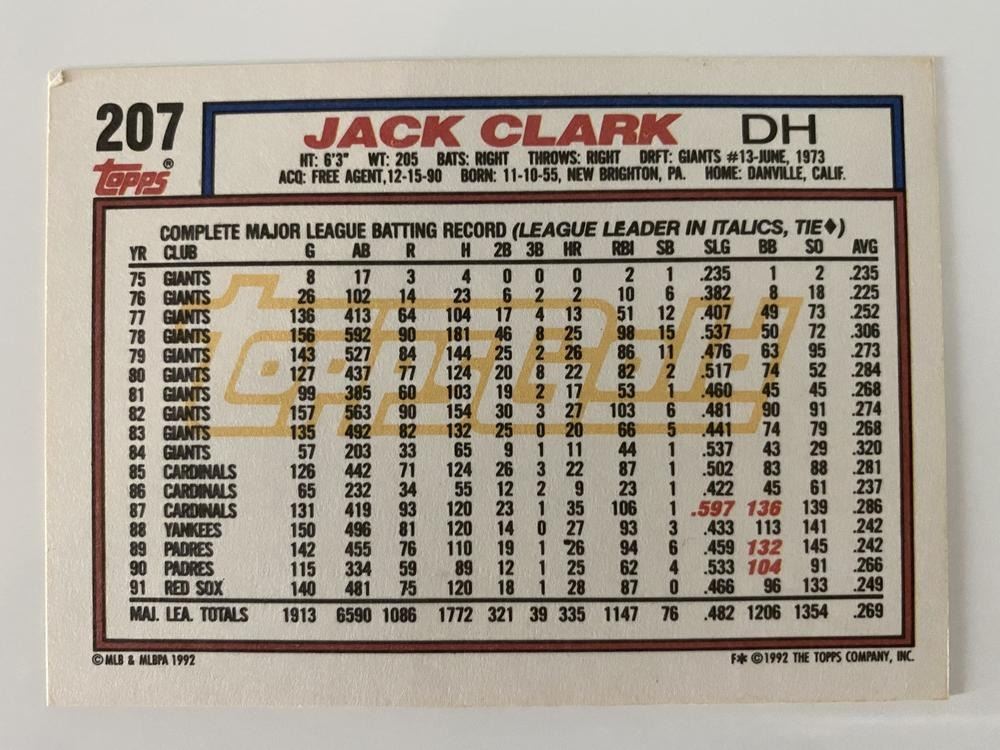 207
topps®
JACK CLARK DH
HT: 6'3" WT: 205 BATS: RIGHT THROWS: RIGHT DRFT: GIANTS #13-JUNE, 1973
ACQ: FREE AGENT,12-15-90 BORN: 11-10-55, NEW BRIGHTON, PA. HOME: DANVILLE, CALIF.
COMPLETE MAJOR LEAGUE BATTING RECORD (LEAGUE LEADER IN ITALICS, TIE♦)
YR CLUB G AB R H 2B 3B HR RBI SB SLG BB SO AVG
75 GIANTS 8 17 3 4 0 0 0 2 1 .235 1 2 .235
76 GIANTS 26 102 14 23 6 2 2 10 6 .382 8 18 .225
77 GIANTS 136 413 64 104 17 4 13 51 12 .407 49 73 .252
78 GIANTS 156 592 90 181 46 8 25 98 15 .537 50 72 .306
79 GIANTS 143 527 84 144 25 2 26 86 11 .476 63 95 .273
80 GIANTS 127 437 77 124 20 8 22 82 2 .517 74 52 .284
81 GIANTS 99 385 60 103 19 2 17 53 1 .460 45 45 .268
82 GIANTS 157 563 90 154 30 3 27 103 6 .481 90 91 .274
83 GIANTS 135 492 82 132 25 0 20 66 5 .441 74 79 .268
84 GIANTS 57 203 33 65 9 1 11 44 1 .537 43 29 .320
85 CARDINALS 126 442 71 124 26 3 22 87 1 .502 83 88 .281
86 CARDINALS 65 232 34 55 12 2 9 23 1 .422 45 61 .237
87 CARDINALS 131 419 93 120 23 1 35 106 1 .597 136 139 .286
88 YANKEES 150 496 81 120 14 0 27 93 3 .433 113 141 .242
89 PADRES 142 455 76 110 19 1 26 94 6 .459 132 145 .242
90 PADRES 115 334 59 89 12 1 25 62 4 .533 104 91 .266
91 RED SOX 140 481 75 120 18 1 28 87 0 .466 96 133 .249
MAJ. LEA. TOTALS 1913 6590 1086 1772 321 39 335 1147 76 .482 1206 1354 .269
ToppsGold
©MLB & MLBPA 1992
F* ©1992 THE TOPPS COMPANY, INC.